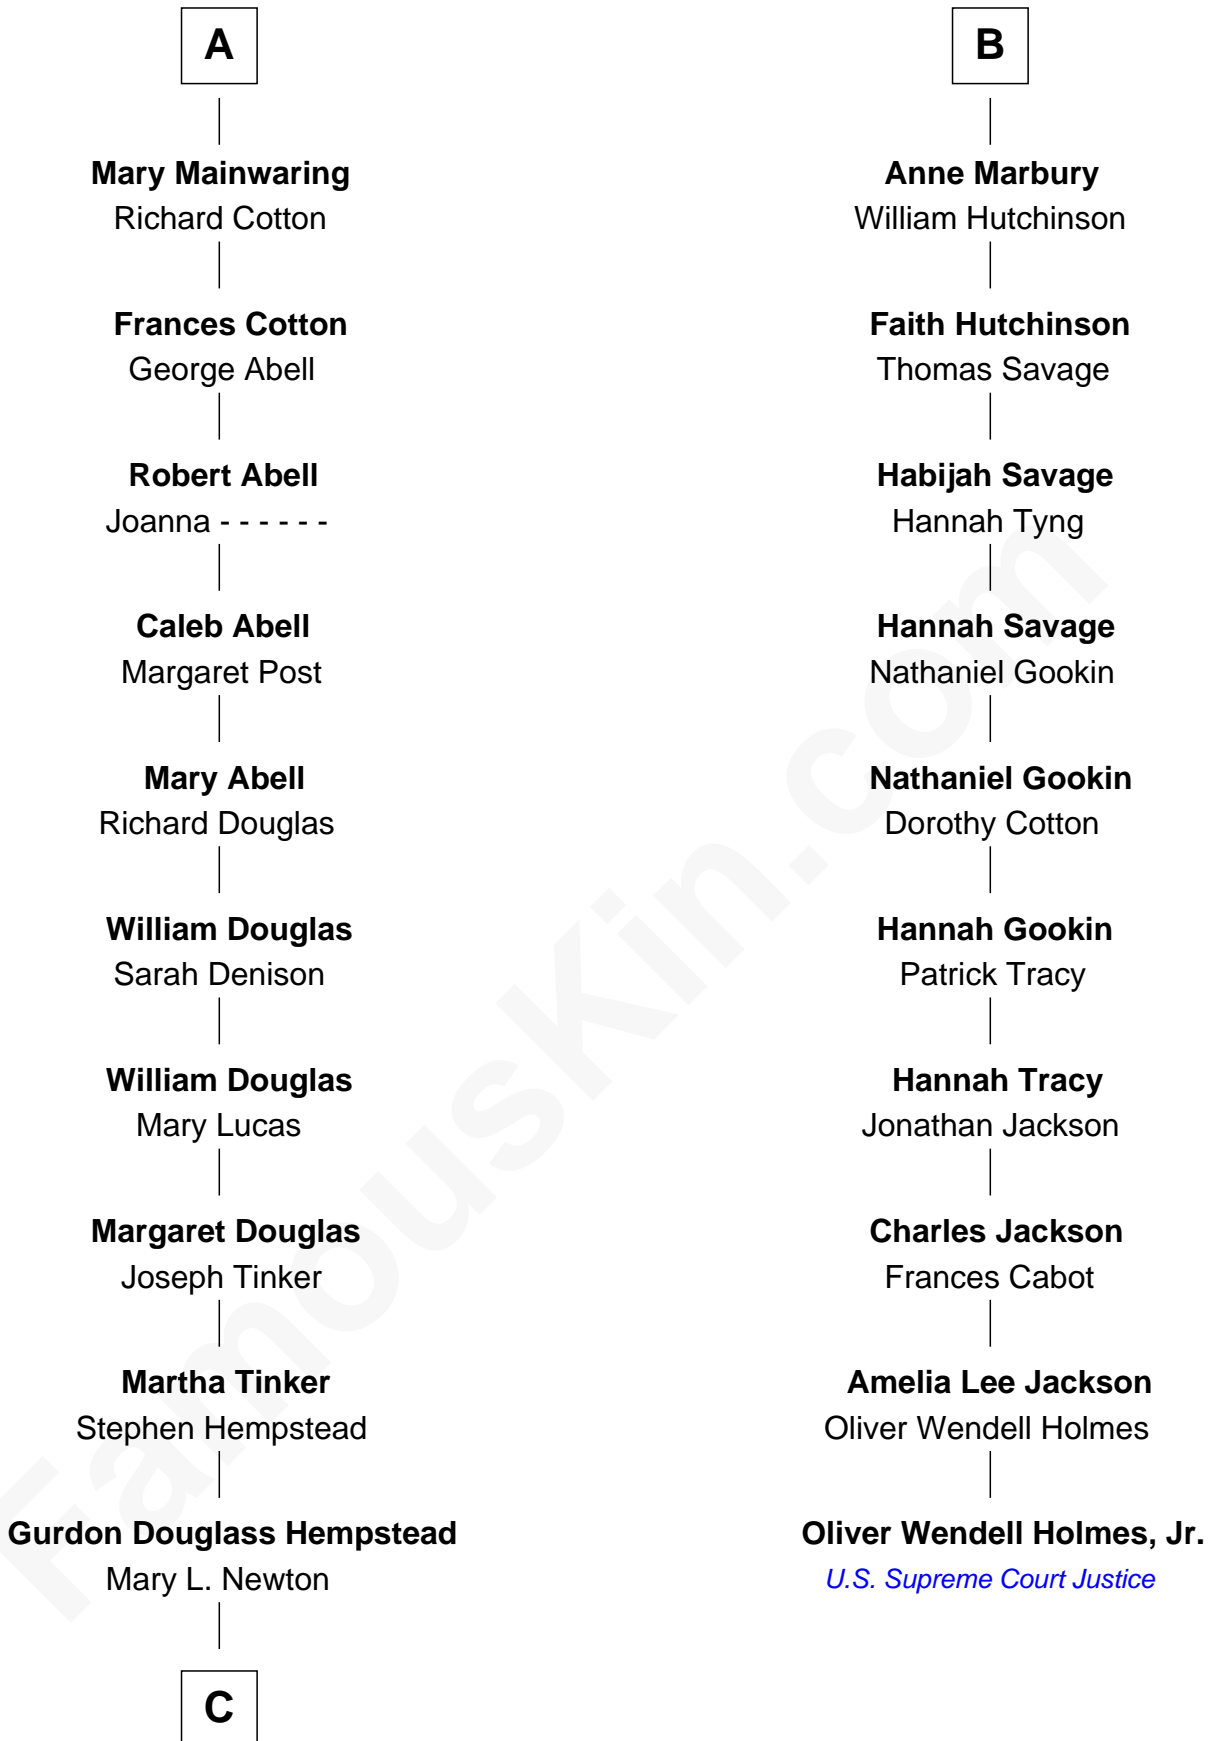 A
Mary Mainwaring
Richard Cotton
Frances Cotton
George Abell
Robert Abell
Joanna - - - - - -
Caleb Abell
Margaret Post
Mary Abell
Richard Douglas
William Douglas
Sarah Denison
William Douglas
Mary Lucas
Margaret Douglas
Joseph Tinker
Martha Tinker
Stephen Hempstead
Gurdon Douglass Hempstead
Mary L. Newton
C
B
Anne Marbury
William Hutchinson
Faith Hutchinson
Thomas Savage
Habijah Savage
Hannah Tyng
Hannah Savage
Nathaniel Gookin
Nathaniel Gookin
Dorothy Cotton
Hannah Gookin
Patrick Tracy
Hannah Tracy
Jonathan Jackson
Charles Jackson
Frances Cabot
Amelia Lee Jackson
Oliver Wendell Holmes
Oliver Wendell Holmes, Jr.
U.S. Supreme Court Justice
FamousKin.com